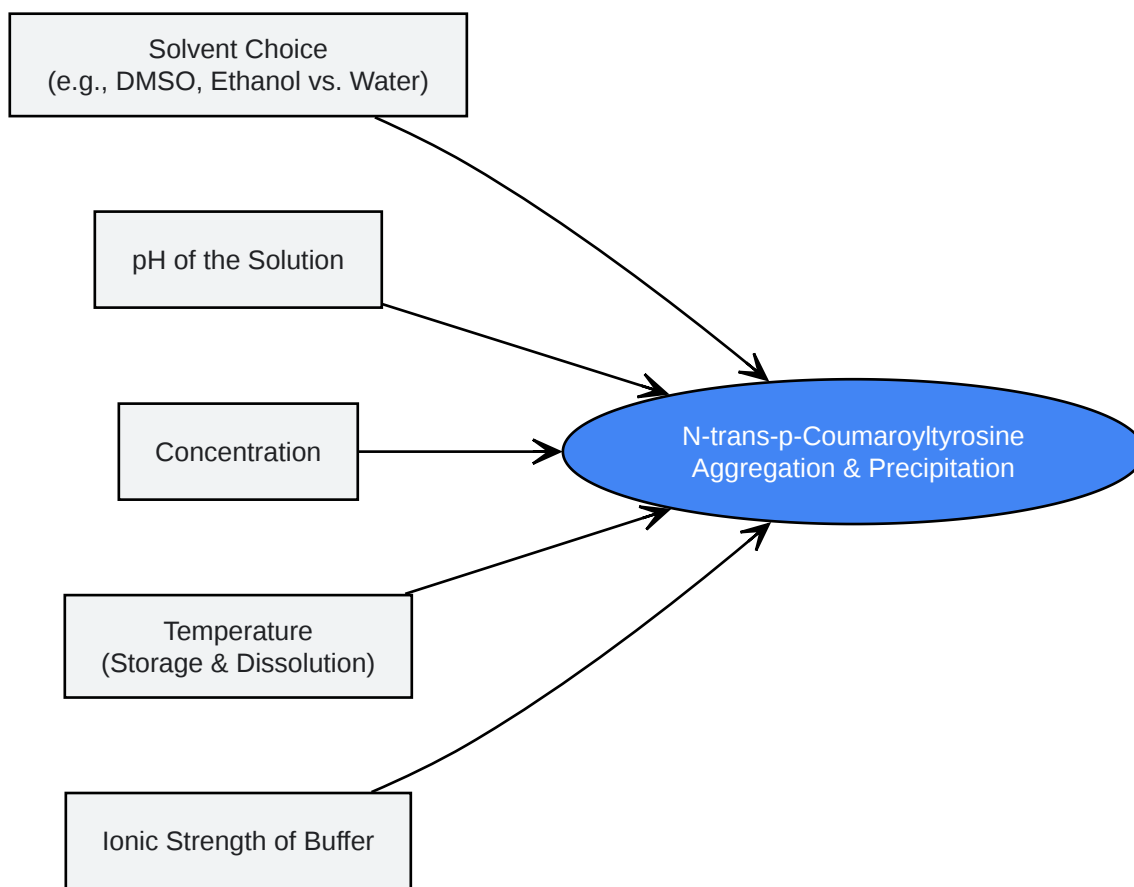 Solvent Choice
(e.g., DMSO, Ethanol vs. Water)
pH of the Solution
Concentration
N-trans-p-Coumaroyltyrosine
Aggregation & Precipitation
Temperature
(Storage & Dissolution)
Ionic Strength of Buffer